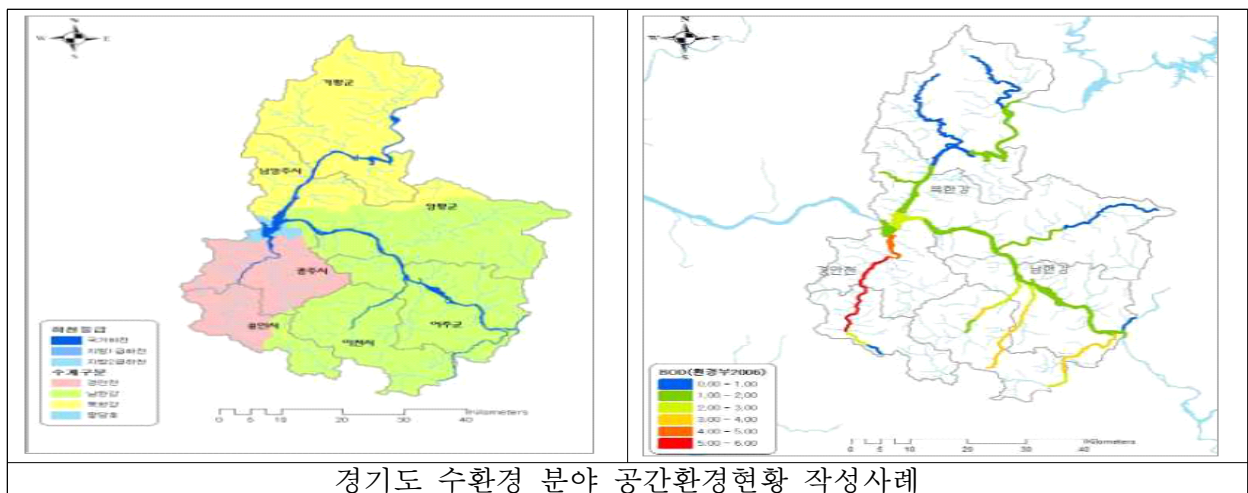 N
W E
S
가평군
남양주시
양평군
광주시
용인시
이천시
여주군
하천등급
국가하천
지방1급하천
지방2급하천
수계구분
경안천
남한강
북한강
팔당호
Kilometers
0 5 10 20 30 40
N
W E
S
북한강
경안천
남한강
BOD(환경부2006)
0.00 - 1.00
1.00 - 2.00
2.00 - 3.00
3.00 - 4.00
4.00 - 5.00
5.00 - 6.00
Kilometers
0 5 10 20 30 40
경기도 수환경 분야 공간환경현황 작성사례